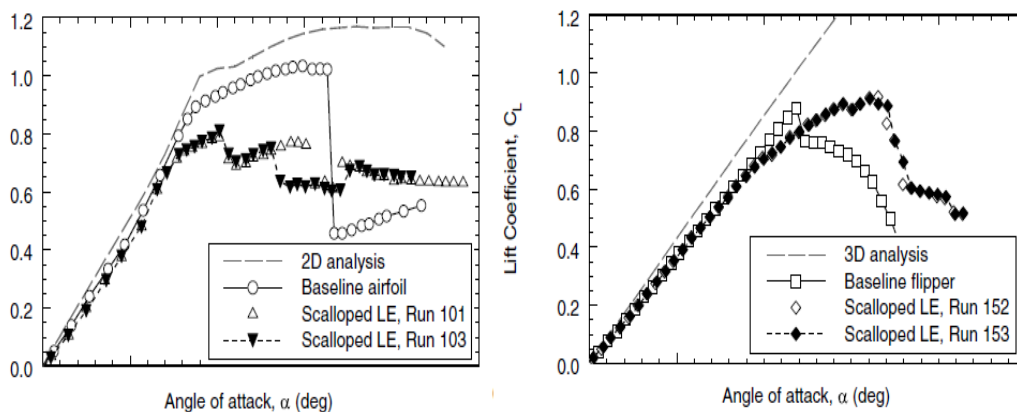 1.2
1.0
0.8
0.6
0.4
0.2
0.0
2D analysis
Baseline airfoil
Scalloped LE, Run 101
Scalloped LE, Run 103
Angle of attack, α (deg)
Lift Coefficient, C_L
1.2
1.0
0.8
0.6
0.4
0.2
0.0
3D analysis
Baseline flipper
Scalloped LE, Run 152
Scalloped LE, Run 153
Angle of attack, α (deg)